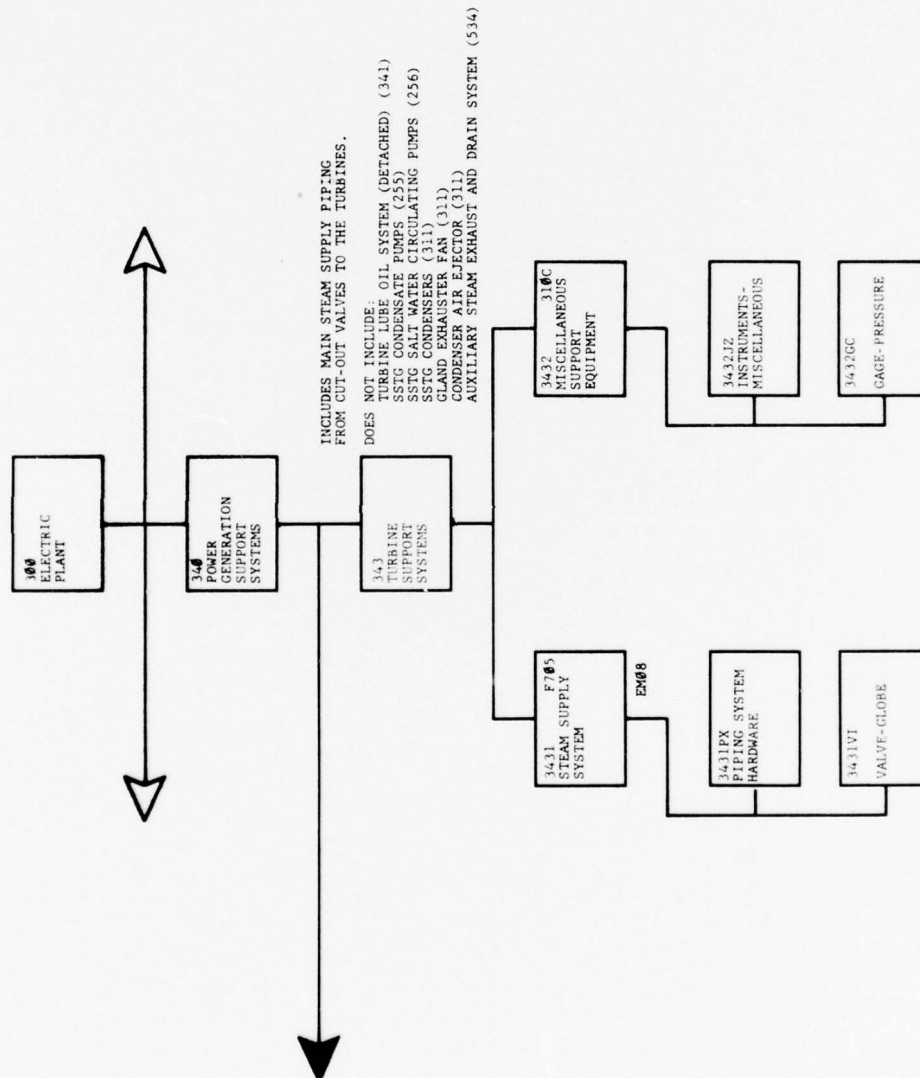 300
ELECTRIC
PLANT
340
POWER
GENERATION
SUPPORT
SYSTEMS
INCLUDES MAIN STEAM SUPPLY PIPING
FROM CUT-OUT VALVES TO THE TURBINES.
DOES NOT INCLUDE:
TURBINE LUBE OIL SYSTEM (DETACHED) (341)
SSTG CONDENSATE PUMPS (255)
SSTG SALT WATER CIRCULATING PUMPS (256)
SSTG CONDENSERS (311)
GLAND EXHAUSTER FAN (311)
CONDENSER AIR EJECTOR (311)
AUXILIARY STEAM EXHAUST AND DRAIN SYSTEM (534)
343
TURBINE
SUPPORT
SYSTEMS
3431 F705
STEAM SUPPLY
SYSTEM
EM08
3431PX
PIPING SYSTEM
HARDWARE
3431VI
VALVE-GLOBE
3432 310C
MISCELLANEOUS
SUPPORT
EQUIPMENT
3432JZ
INSTRUMENTS-
MISCELLANEOUS
3432GC
GAGE-PRESSURE